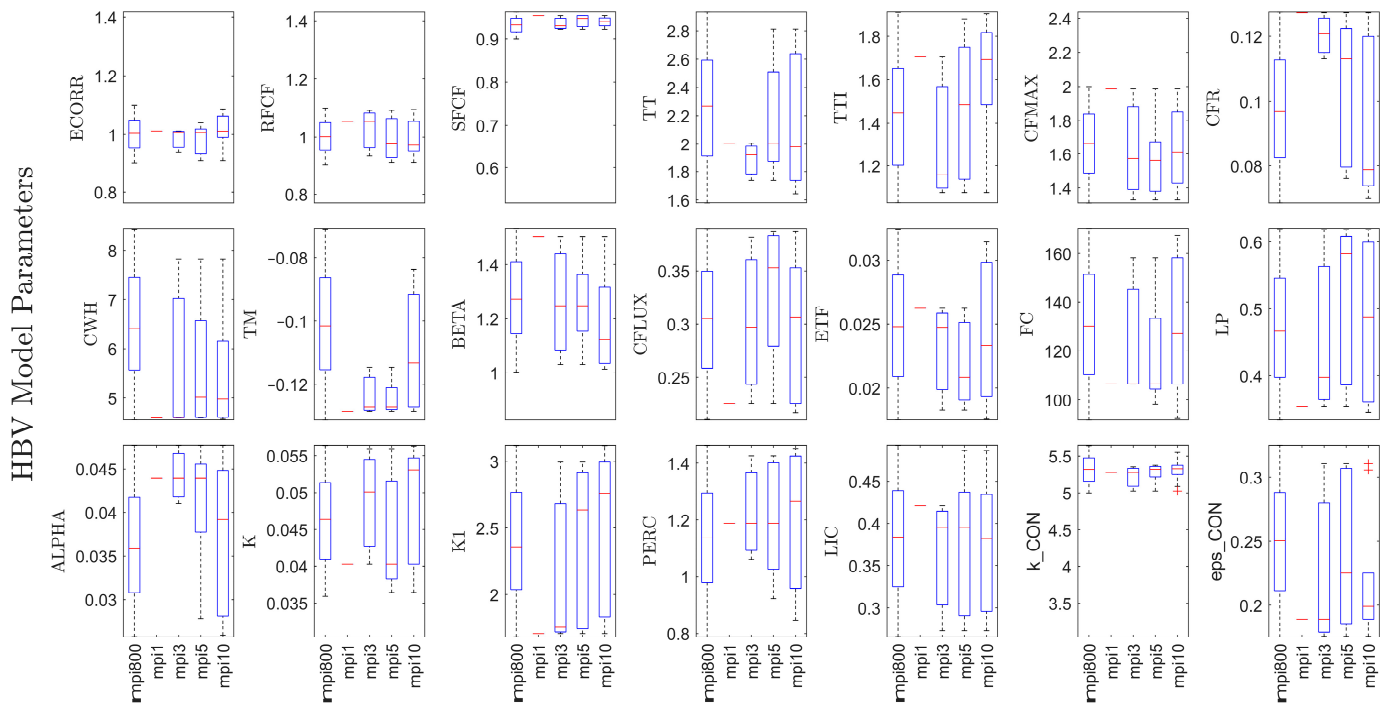 HBV Model Parameters
ECORR
1.4
1.2
1
0.8
RFCF
1.4
1.2
1
0.8
SFCF
0.9
0.8
0.7
0.6
TT
2.8
2.6
2.4
2.2
2
1.8
1.6
TTI
1.8
1.6
1.4
1.2
CFMAX
2.4
2.2
2
1.8
1.6
1.4
CFR
0.12
0.1
0.08
CWH
8
7
6
5
TM
−0.08
−0.1
−0.12
BETA
1.4
1.2
1
CFLUX
0.35
0.3
0.25
ETF
0.03
0.025
0.02
FC
160
140
120
100
LP
0.6
0.5
0.4
ALPHA
0.045
0.04
0.035
0.03
K
0.055
0.05
0.045
0.04
0.035
K1
3
2.5
2
PERC
1.4
1.2
1
0.8
LIC
0.45
0.4
0.35
0.3
k_CON
5.5
5
4.5
4
3.5
eps_CON
0.3
0.25
0.2
mpi800
mpi1
mpi3
mpi5
mpi10
mpi800
mpi1
mpi3
mpi5
mpi10
mpi800
mpi1
mpi3
mpi5
mpi10
mpi800
mpi1
mpi3
mpi5
mpi10
mpi800
mpi1
mpi3
mpi5
mpi10
mpi800
mpi1
mpi3
mpi5
mpi10
mpi800
mpi1
mpi3
mpi5
mpi10